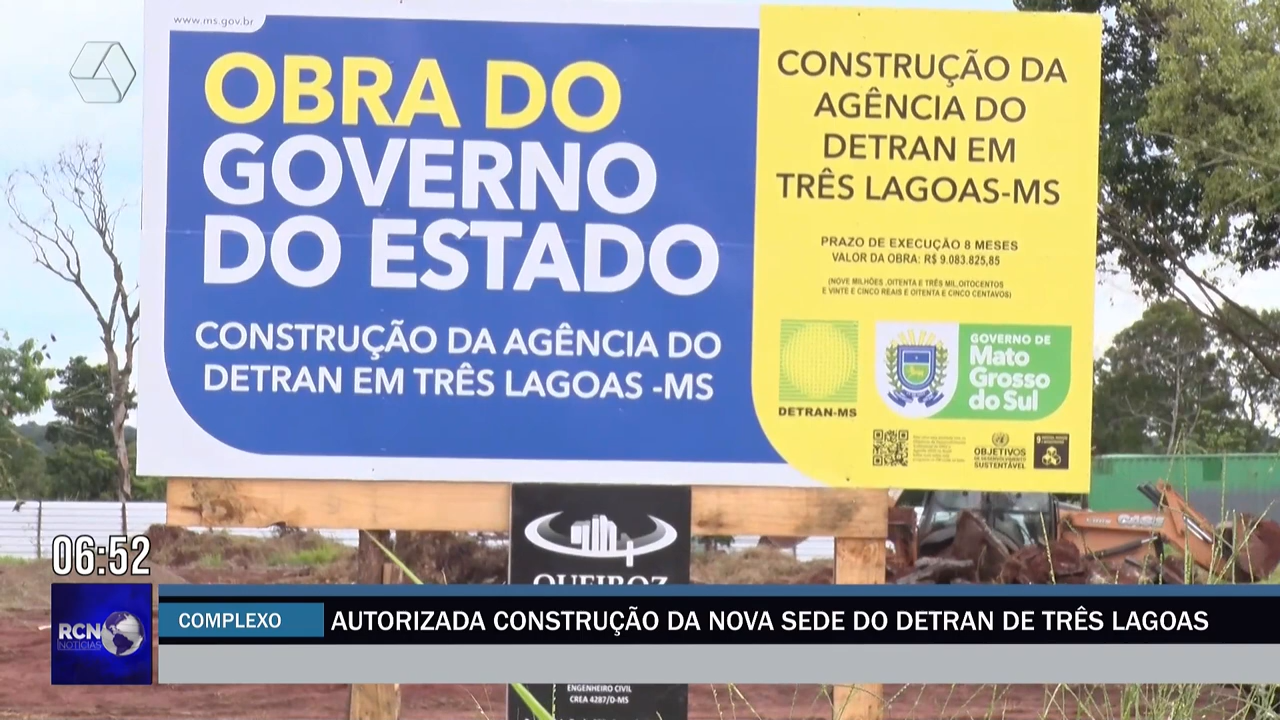 www.ms.gov.br
OBRA DO
GOVERNO
DO ESTADO
CONSTRUÇÃO DA AGÊNCIA DO
DETRAN EM TRÊS LAGOAS -MS
CONSTRUÇÃO DA
AGÊNCIA DO
DETRAN EM
TRÊS LAGOAS-MS
PRAZO DE EXECUÇÃO 8 MESES
VALOR DA OBRA: R$ 9.083.825,85
(NOVE MILHÕES ,OITENTA E TRÊS MIL,OITOCENTOS
E VINTE E CINCO REAIS E OITENTA E CINCO CENTAVOS)
DETRAN-MS
GOVERNO DE
Mato
Grosso
do Sul
OBJETIVOS
DE DESENVOLVIMENTO
SUSTENTÁVEL
9
CASE
QUEIROZ
ENGENHEIRO CIVIL
CREA 4287/D-MS
06:52
RCN
NOTÍCIAS
COMPLEXO
AUTORIZADA CONSTRUÇÃO DA NOVA SEDE DO DETRAN DE TRÊS LAGOAS